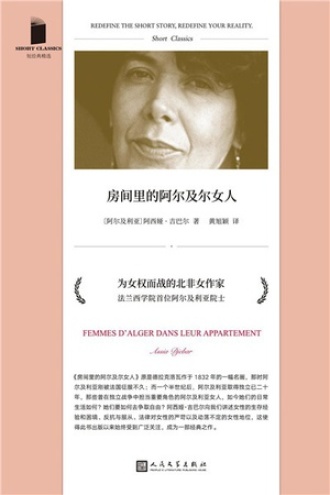 REDEFINE THE SHORT STORY, REDEFINE YOUR REALITY.
Short Classics
SHORT CLASSICS
短经典精选
房间里的阿尔及尔女人
[阿尔及利亚] 阿西娅·吉巴尔 著 黄旭颖 译
为女权而战的北非女作家
法兰西学院首位阿尔及利亚院士
FEMMES D'ALGER DANS LEUR APPARTEMENT
Assia Djebar
《房间里的阿尔及尔女人》原是德拉克洛瓦作于 1832 年的一幅名画，那时阿
尔及利亚刚被法国征服不久；而一个半世纪后，阿尔及利亚取得独立已二十
年，那些曾在独立战争中担当重要角色的阿尔及利亚女人，如今她们的日常
生活如何？她们要如何去争取自由？阿西娅·吉巴尔向我们讲述女性的生存经
验和困境，反抗与服从，法律对女性的严苛以及动荡不定的女性地位，这使
得此书出版以来始终受到广泛关注，成为一部经典之作。
人民文学出版社